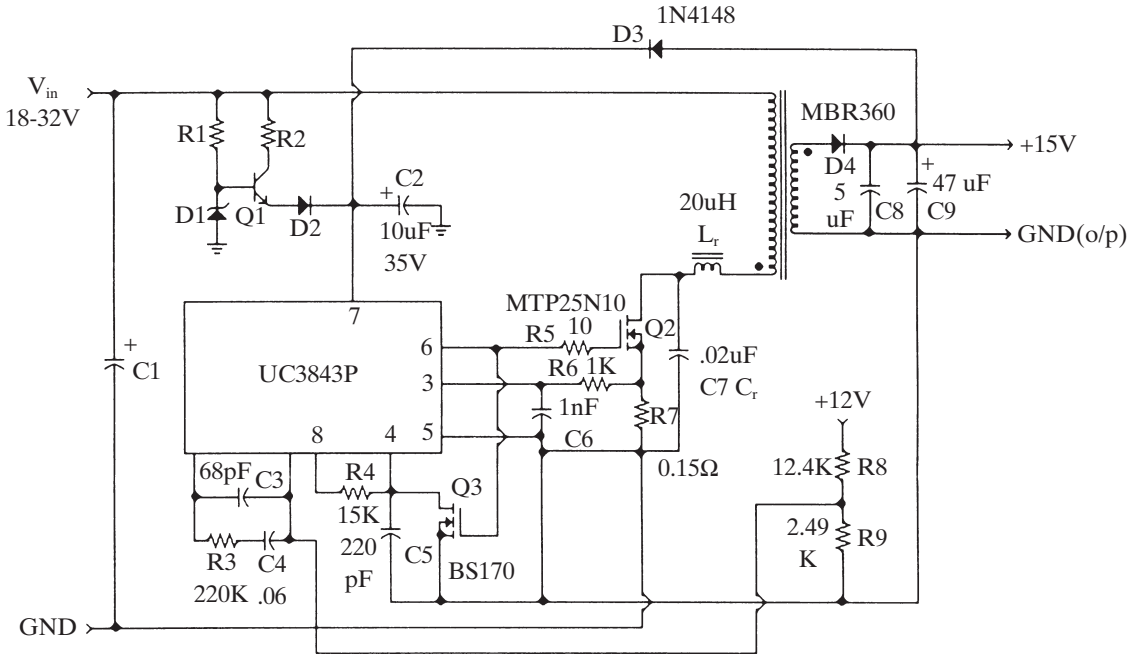 1N4148
D3
V_in
18-32V
R1
R2
MBR360
D4
+15V
C2
+
10uF
35V
D1
Q1
D2
20uH
L_r
5
uF
C8
+
47 uF
C9
GND(o/p)
7
MTP25N10
6
R5
10
Q2
+
C1
UC3843P
3
R6
1K
.02uF
C7 C_r
1nF
R7
+12V
5
C6
0.15Ω
8
4
68pF
C3
R4
15K
Q3
12.4K
R8
R3
220K
C4
.06
220
pF
C5
BS170
2.49
K
R9
GND